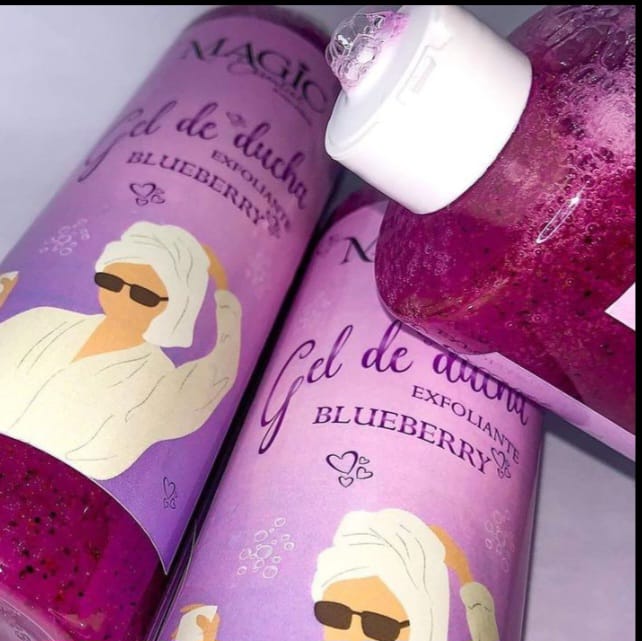 MAGIC
Gel de ducha
EXFOLIANTE
BLUEBERRY
Gel de ducha
EXFOLIANTE
BLUEBERRY